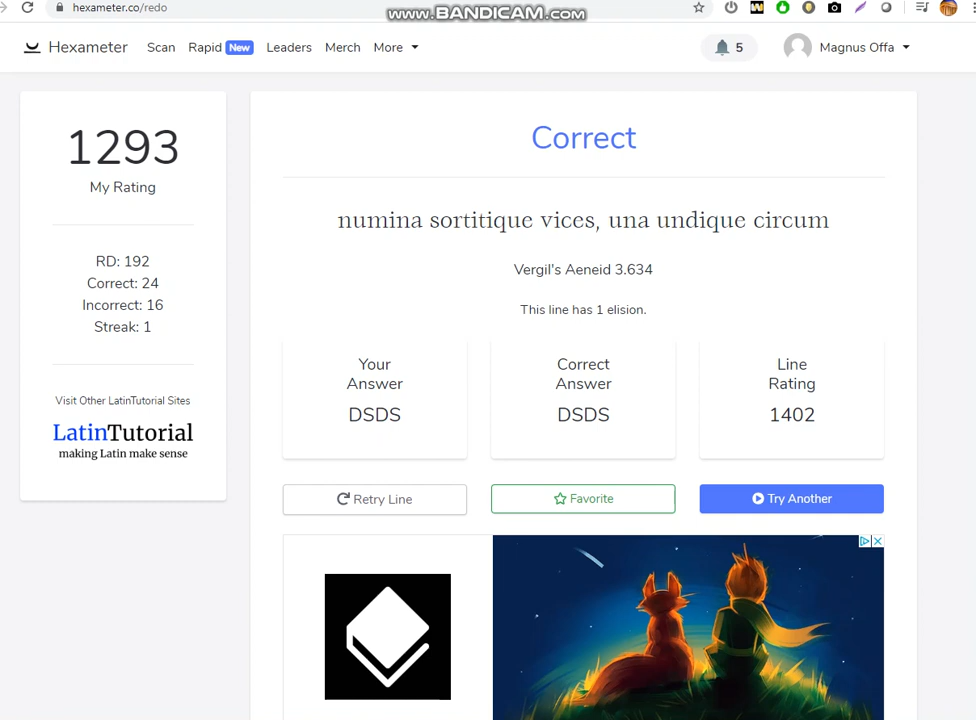 hexameter.co/redo
www.BANDICAM.com
Hexameter Scan Rapid New Leaders Merch More 5 Magnus Offa
1293
My Rating
RD: 192
Correct: 24
Incorrect: 16
Streak: 1
Visit Other LatinTutorial Sites
LatinTutorial
making Latin make sense
Correct
numina sortitique vices, una undique circum
Vergil's Aeneid 3.634
This line has 1 elision.
Your
Answer
DSDS
Correct
Answer
DSDS
Line
Rating
1402
Retry Line
Favorite
Try Another